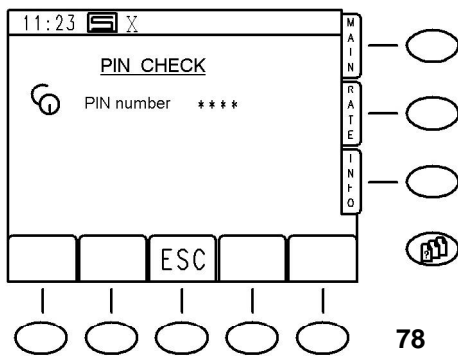 11:23 S X
PIN CHECK
PIN number ****
MAIN
RATE
INFO
ESC
?
78